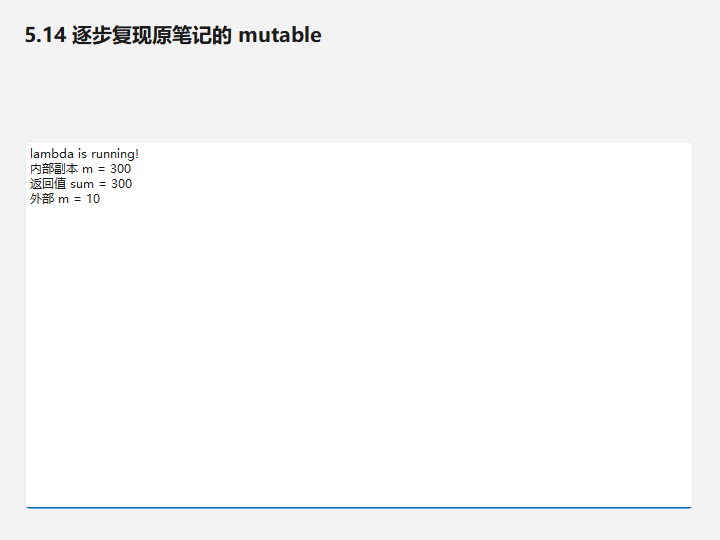 5.14 逐步复现原笔记的 mutable
lambda is running!
内部副本 m = 300
返回值 sum = 300
外部 m = 10